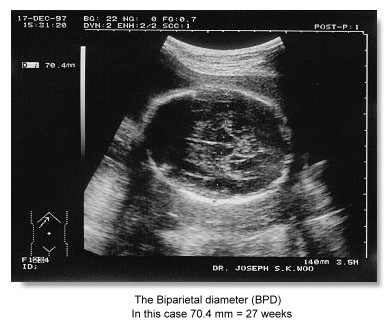 17-DEC-97 BG: 22 NG: 0 FG:0.7
15:31:20 DVN:2 ENH:2/2 SCC:1 POST-P:1
D 70.4mm
ID;
140mm 3.5M
DR. JOSEPH S.K.WOO
The Biparietal diameter (BPD)
In this case 70.4 mm = 27 weeks